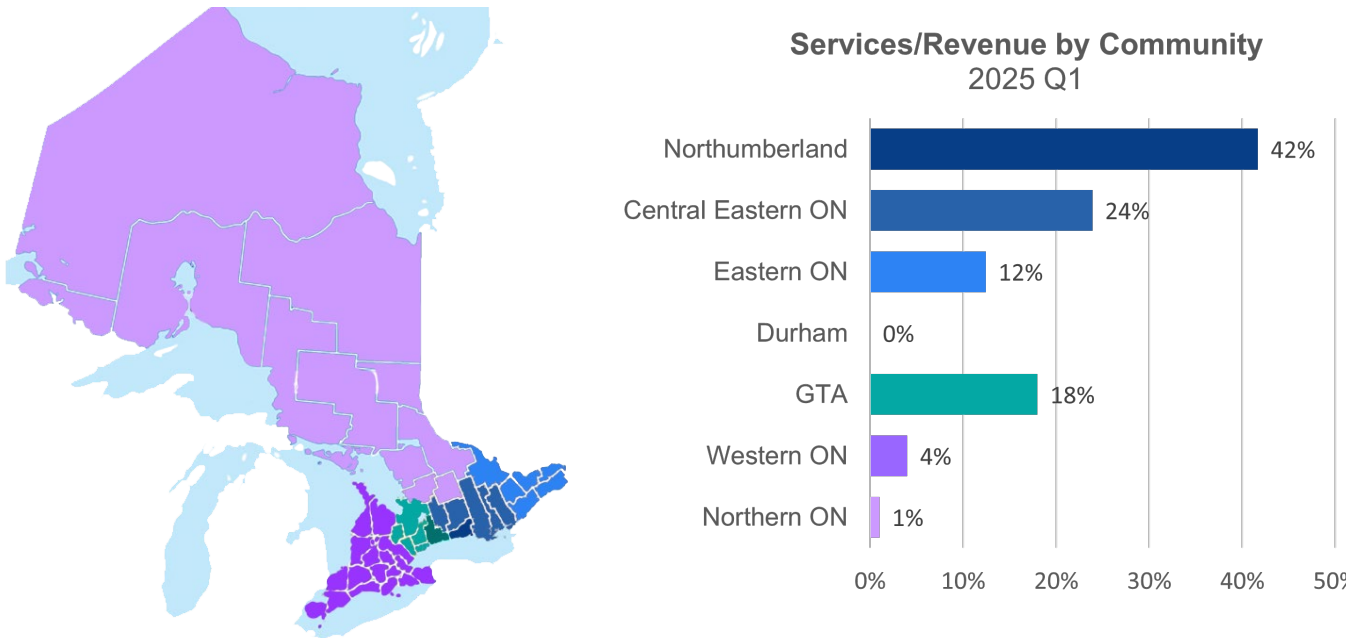 Services/Revenue by Community
2025 Q1
Northumberland 42%
Central Eastern ON 24%
Eastern ON 12%
Durham 0%
GTA 18%
Western ON 4%
Northern ON 1%
0% 10% 20% 30% 40% 50%